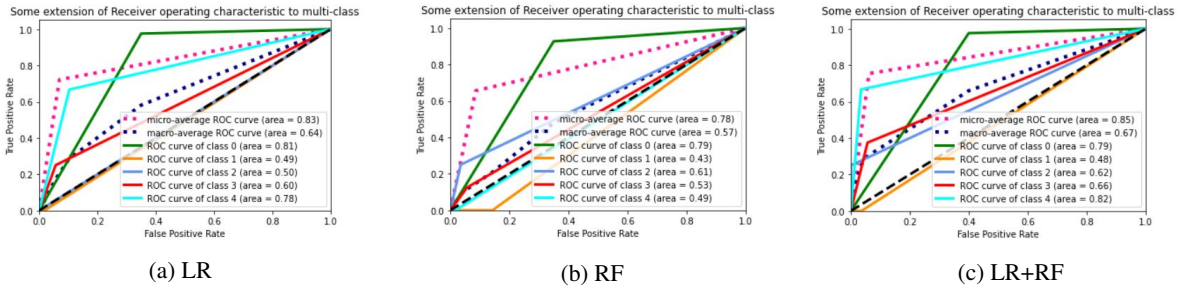 Some extension of Receiver operating characteristic to multi-class
1.0
0.8
0.6
0.4
0.2
0.0
True Positive Rate
micro-average ROC curve (area = 0.83)
macro-average ROC curve (area = 0.64)
ROC curve of class 0 (area = 0.81)
ROC curve of class 1 (area = 0.49)
ROC curve of class 2 (area = 0.50)
ROC curve of class 3 (area = 0.60)
ROC curve of class 4 (area = 0.78)
0.0 0.2 0.4 0.6 0.8 1.0
False Positive Rate
(a) LR
Some extension of Receiver operating characteristic to multi-class
1.0
0.8
0.6
0.4
0.2
0.0
True Positive Rate
micro-average ROC curve (area = 0.78)
macro-average ROC curve (area = 0.57)
ROC curve of class 0 (area = 0.79)
ROC curve of class 1 (area = 0.43)
ROC curve of class 2 (area = 0.61)
ROC curve of class 3 (area = 0.53)
ROC curve of class 4 (area = 0.49)
0.0 0.2 0.4 0.6 0.8 1.0
False Positive Rate
(b) RF
Some extension of Receiver operating characteristic to multi-class
1.0
0.8
0.6
0.4
0.2
0.0
True Positive Rate
micro-average ROC curve (area = 0.85)
macro-average ROC curve (area = 0.67)
ROC curve of class 0 (area = 0.79)
ROC curve of class 1 (area = 0.48)
ROC curve of class 2 (area = 0.62)
ROC curve of class 3 (area = 0.66)
ROC curve of class 4 (area = 0.82)
0.0 0.2 0.4 0.6 0.8 1.0
False Positive Rate
(c) LR+RF